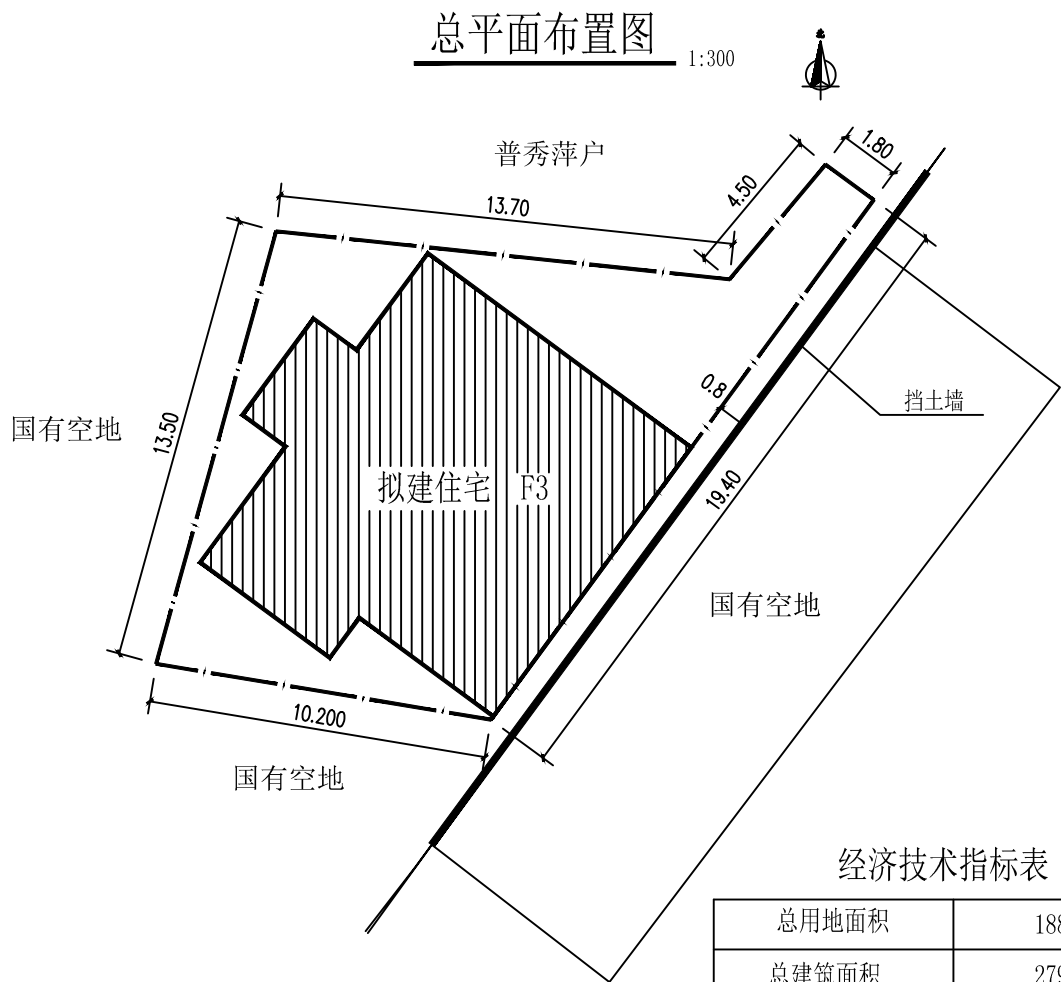 总平面布置图 1:300
北
普秀萍户
1.80
4.50
13.70
国有空地
13.50
0.8
挡土墙
拟建住宅 F3
19.40
国有空地
10.200
国有空地
经济技术指标表
总用地面积 188
总建筑面积 279